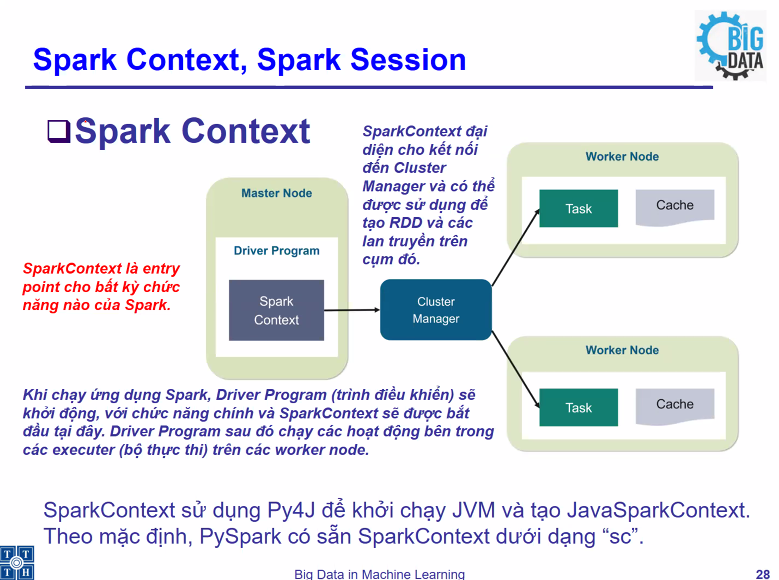 Spark Context, Spark Session
BIG
DATA
Spark Context
SparkContext đại
diện cho kết nối
đến Cluster
Manager và có thể
được sử dụng để
tạo RDD và các
lan truyền trên
cụm đó.
Master Node
Driver Program
Spark
Context
SparkContext là entry
point cho bất kỳ chức
năng nào của Spark.
Cluster
Manager
Worker Node
Task
Cache
Worker Node
Task
Cache
Khi chạy ứng dụng Spark, Driver Program (trình điều khiển) sẽ
khởi động, với chức năng chính và SparkContext sẽ được bắt
đầu tại đây. Driver Program sau đó chạy các hoạt động bên trong
các executer (bộ thực thi) trên các worker node.
SparkContext sử dụng Py4J để khởi chạy JVM và tạo JavaSparkContext.
Theo mặc định, PySpark có sẵn SparkContext dưới dạng “sc”.
T T
T H
Big Data in Machine Learning
28